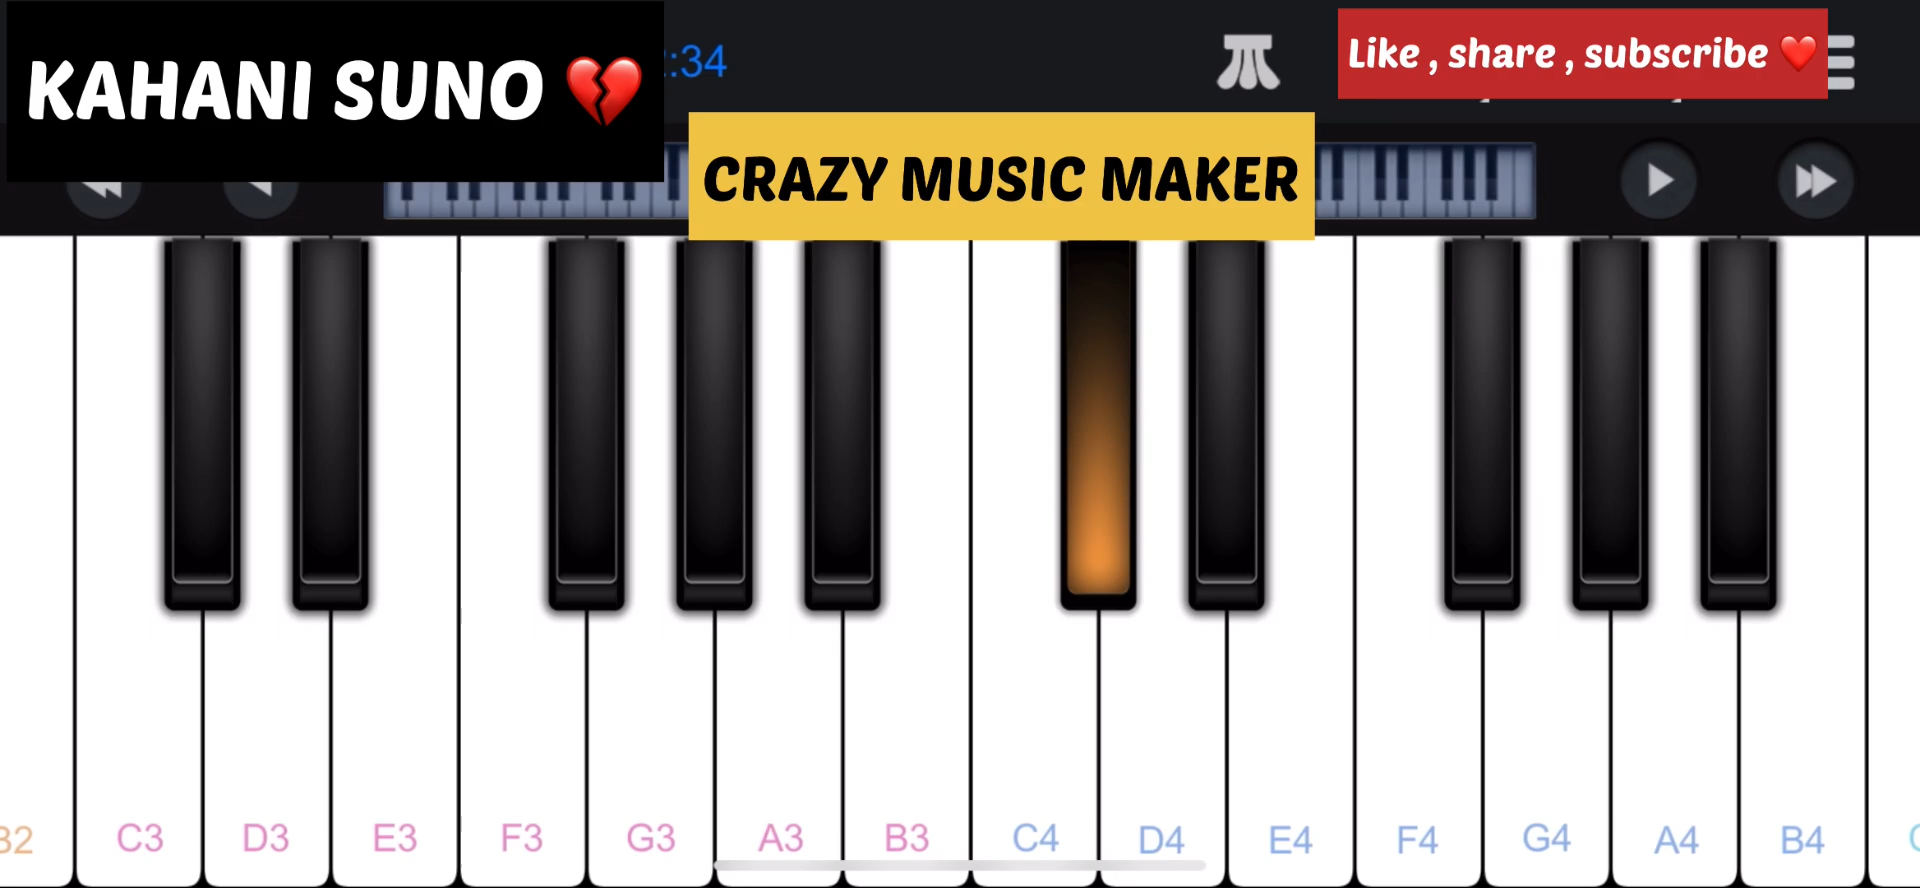 KAHANI SUNO 💔
:34
Like , share , subscribe ❤️
CRAZY MUSIC MAKER
C3 D3 E3 F3 G3 A3 B3 C4 D4 E4 F4 G4 A4 B4